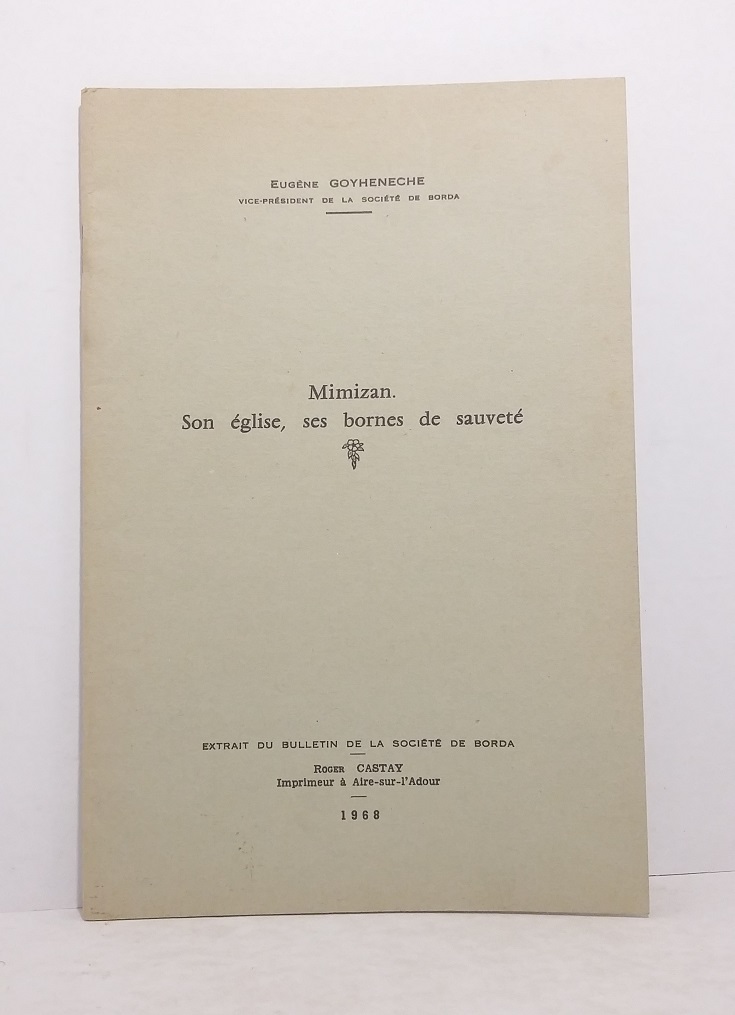 Eugène GOYHENECHE
VICE-PRÉSIDENT DE LA SOCIÉTÉ DE BORDA
Mimizan.
Son église, ses bornes de sauveté
EXTRAIT DU BULLETIN DE LA SOCIÉTÉ DE BORDA
Roger CASTAY
Imprimeur à Aire-sur-l'Adour
1968